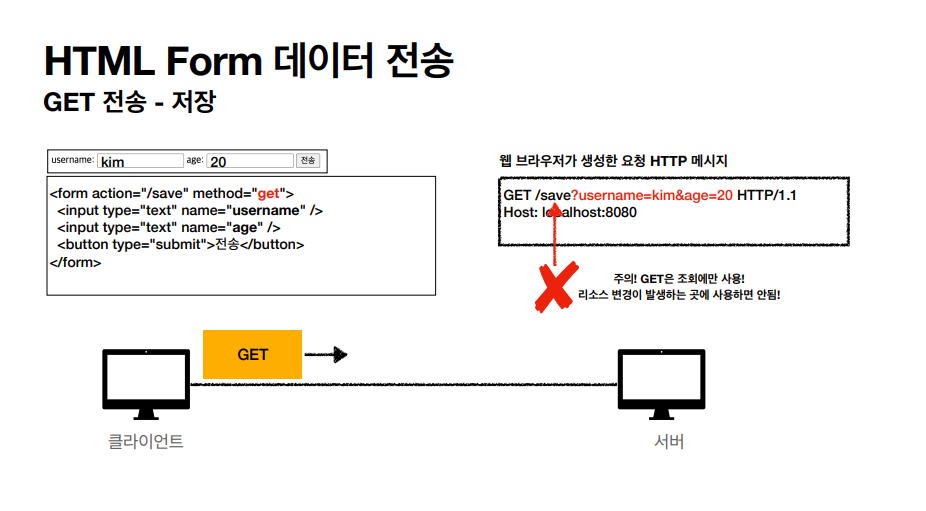 HTML Form 데이터 전송
GET 전송 - 저장
username: kim age: 20 전송
<form action="/save" method="get">
<input type="text" name="username" />
<input type="text" name="age" />
<button type="submit">전송</button>
</form>
웹 브라우저가 생성한 요청 HTTP 메시지
GET /save?username=kim&age=20 HTTP/1.1
Host: localhost:8080
주의! GET은 조회에만 사용!
리소스 변경이 발생하는 곳에 사용하면 안됨!
GET
클라이언트
서버